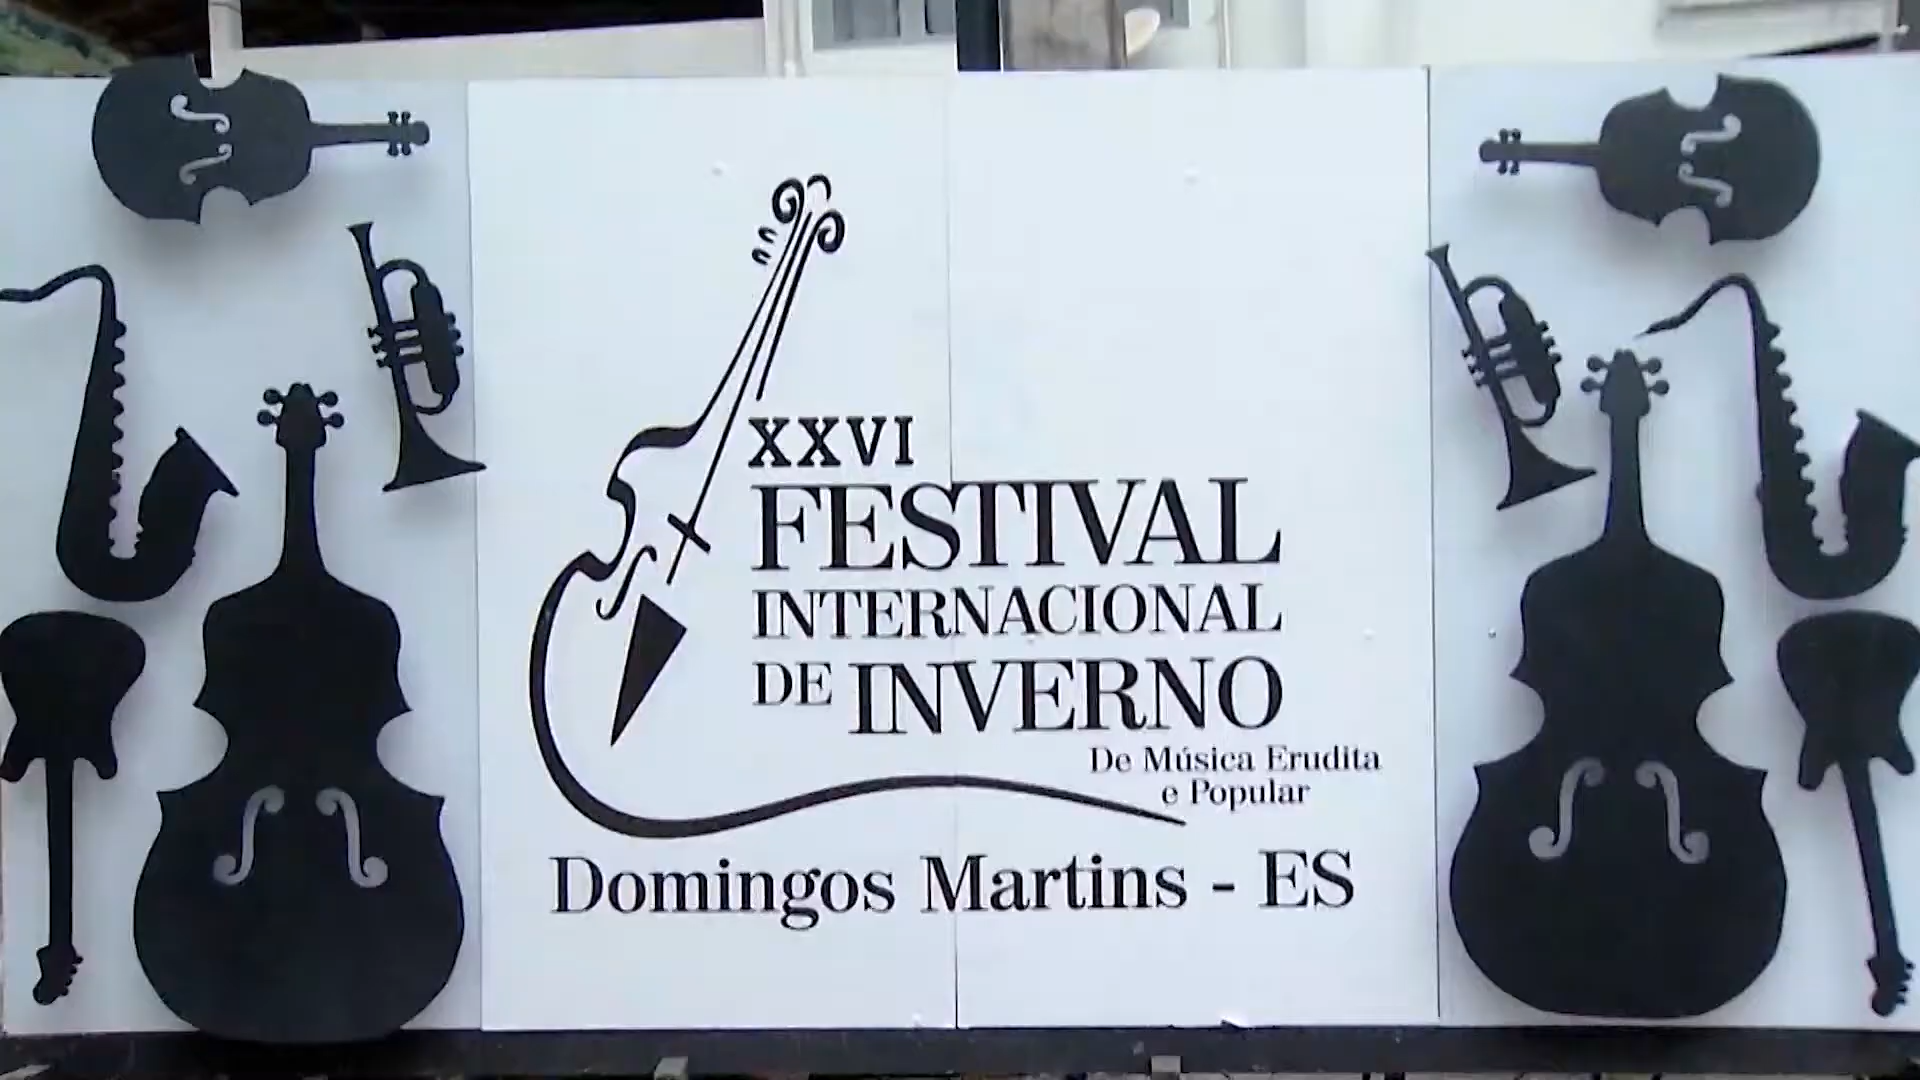 XXVI
FESTIVAL
INTERNACIONAL
DE INVERNO
De Música Erudita
e Popular
Domingos Martins - ES